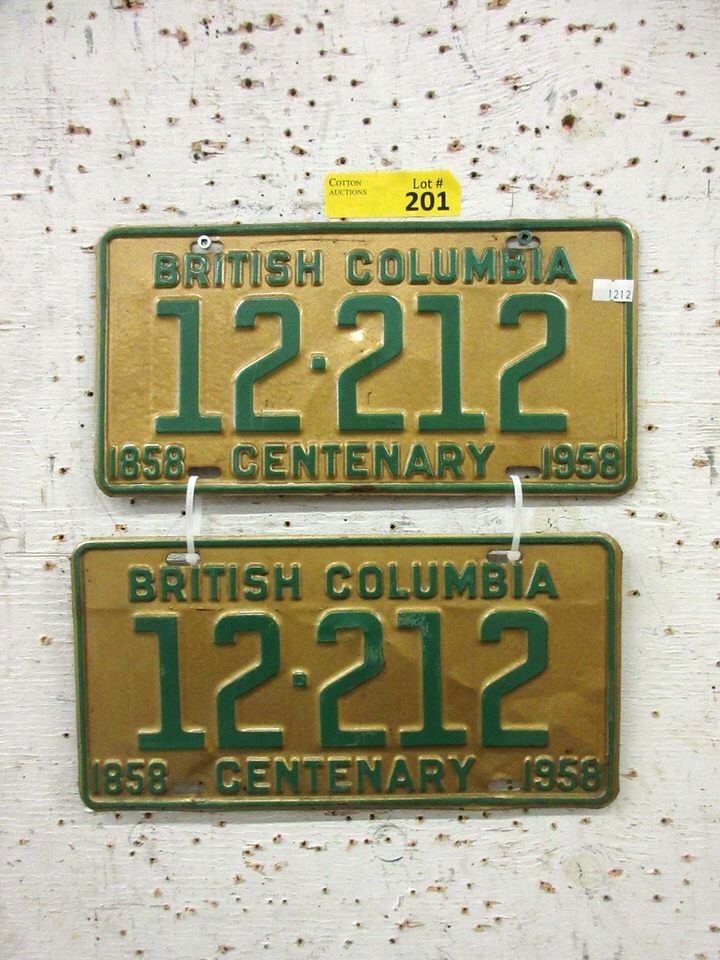 COTTON AUCTIONS
Lot #
201
BRITISH COLUMBIA
1212
12·212
1858 CENTENARY 1958
BRITISH COLUMBIA
12·212
1858 CENTENARY 1958